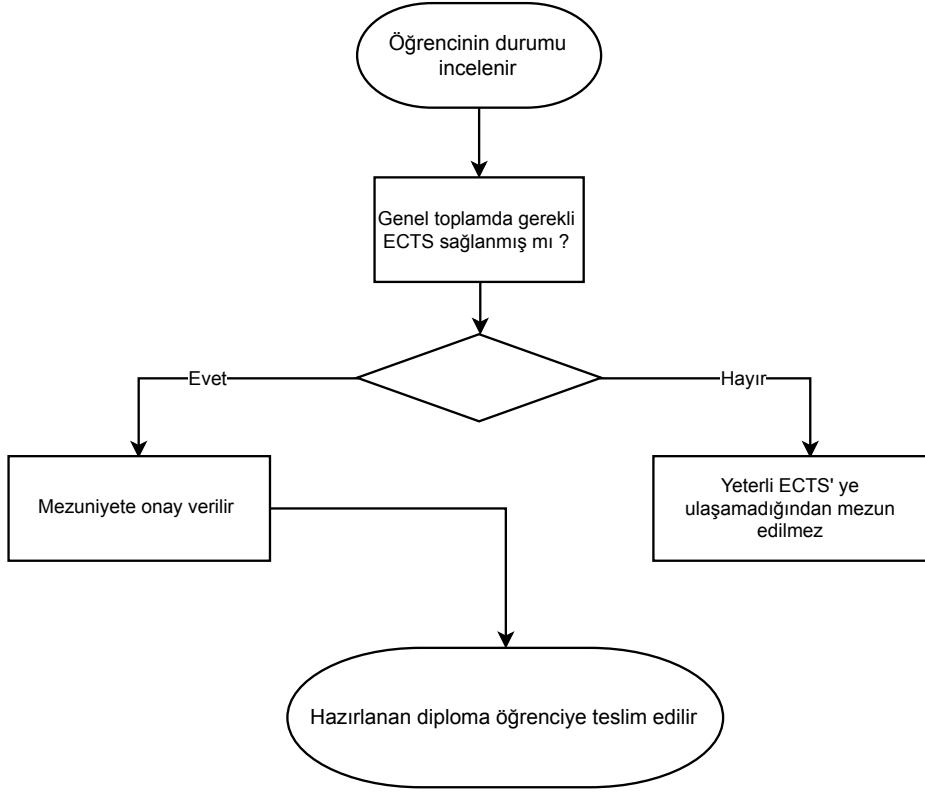 Öğrencinin durumu
incelenir
Genel toplamda gerekli
ECTS sağlanmış mı ?
Evet
Hayır
Mezuniyete onay verilir
Yeterli ECTS' ye
ulaşamadığından mezun
edilmez
Hazırlanan diploma öğrenciye teslim edilir